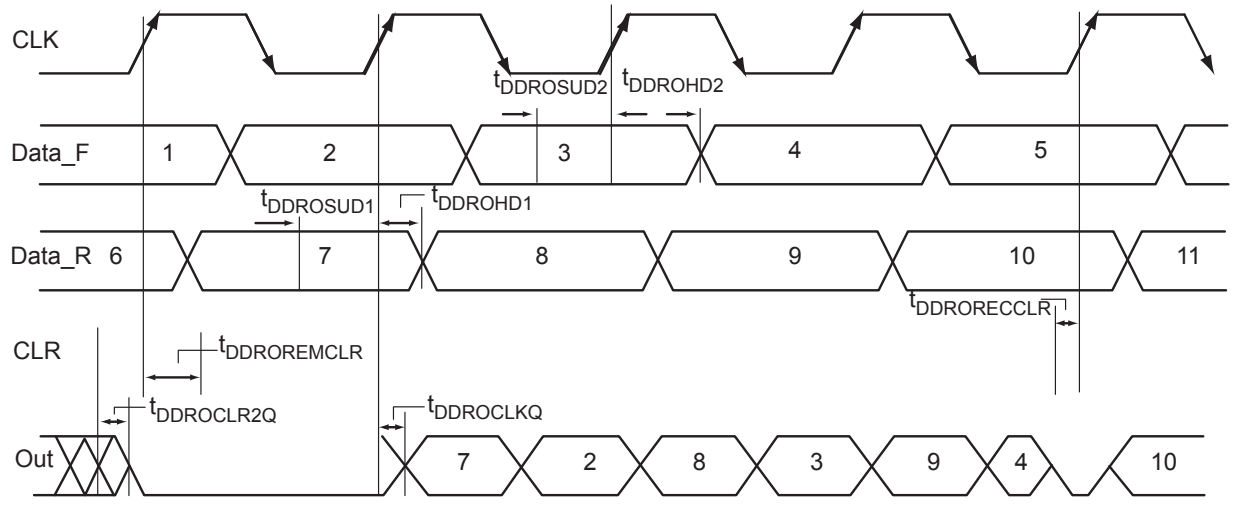 CLK
tDDROSUD2 tDDROHD2
Data_F 1 2 3 4 5
tDDROSUD1 tDDROHD1
Data_R 6 7 8 9 10 11
tDDRORECCLR
CLR
tDDROREMCLR
tDDROCLR2Q tDDROCLKQ
Out 7 2 8 3 9 4 10